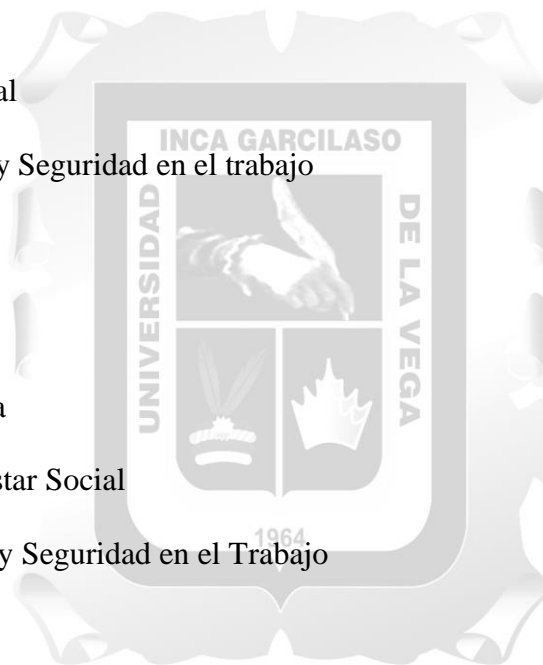 al
INCA GARCILASO
y Seguridad en el trabajo
UNIVERSIDAD
DE LA VEGA
a
star Social
1964
y Seguridad en el Trabajo